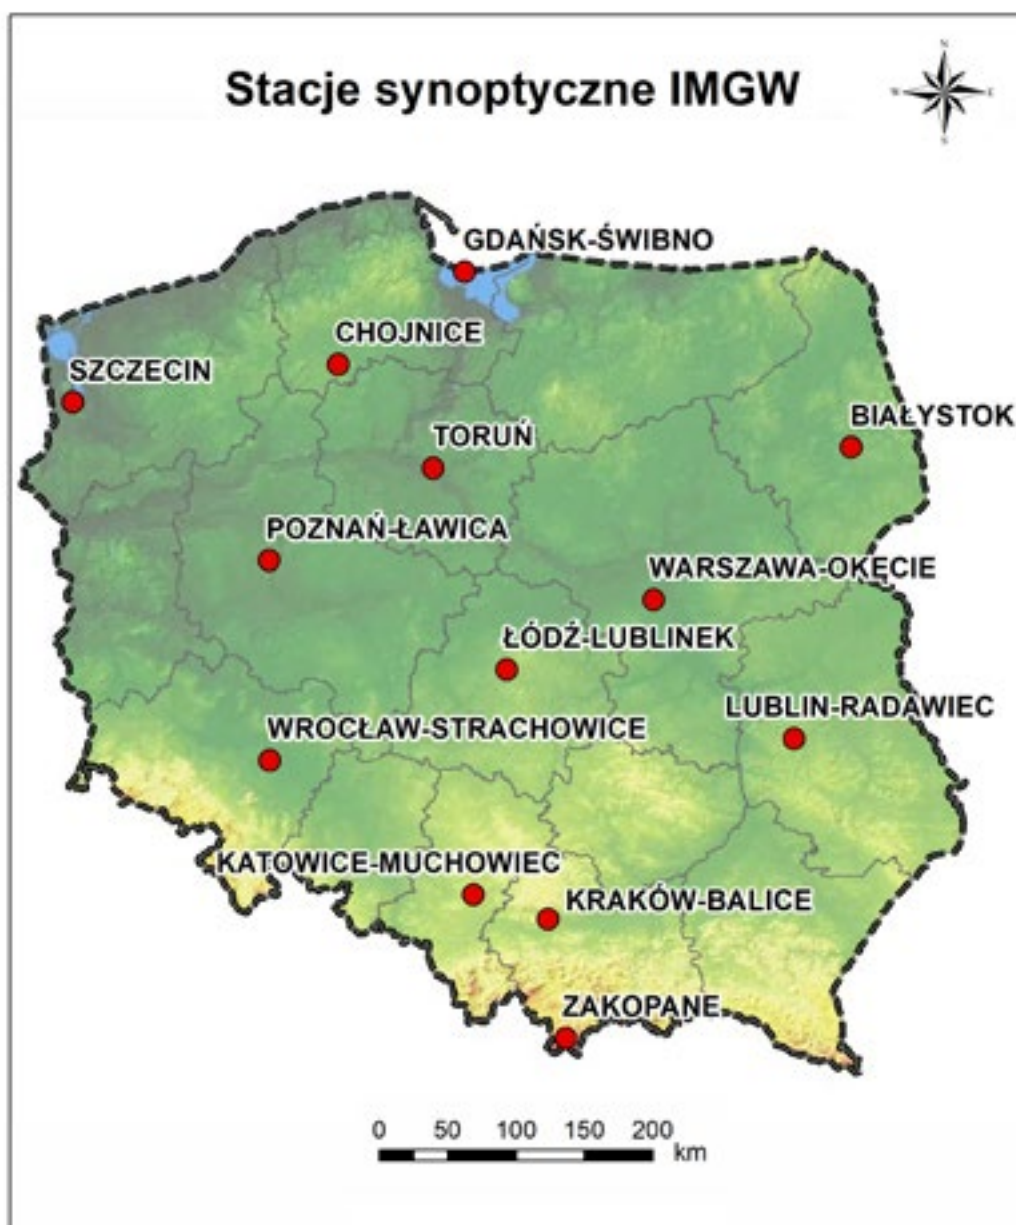 Stacje synoptyczne IMGW
N
W
E
S
GDAŃSK-ŚWIBNO
CHOJNICE
SZCZECIN
BIAŁYSTOK
TORUŃ
POZNAŃ-ŁAWICA
WARSZAWA-OKĘCIE
ŁÓDŹ-LUBLINEK
LUBLIN-RADAWIEC
WROCŁAW-STRACHOWICE
KATOWICE-MUCHOWIEC
KRAKÓW-BALICE
ZAKOPANE
0 50 100 150 200
km